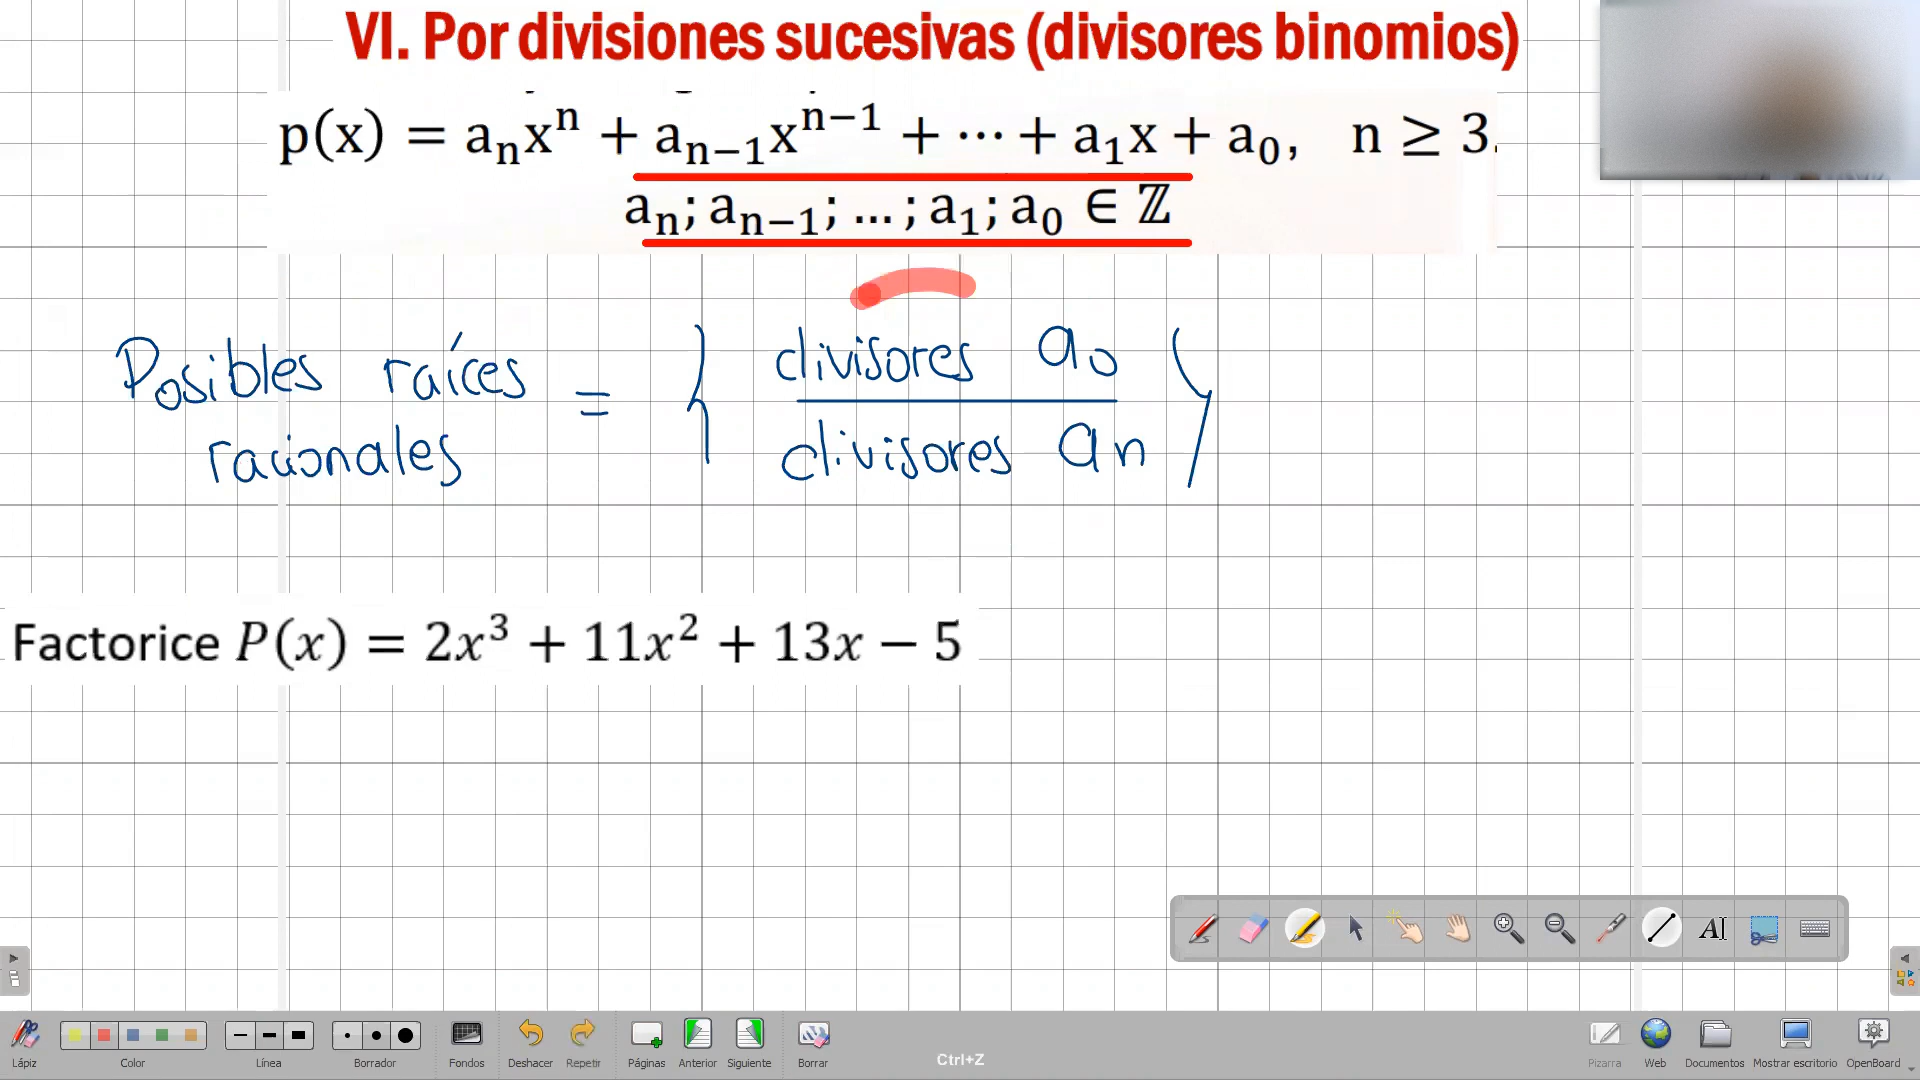 VI. Por divisiones sucesivas (divisores binomios)
p(x) = aₙxⁿ + aₙ₋₁xⁿ⁻¹ + ⋯ + a₁x + a₀, n ≥ 3.
aₙ; aₙ₋₁; … ; a₁; a₀ ∈ ℤ
Posibles raíces racionales = { divisores a₀ / divisores aₙ }
Factorice P(x) = 2x³ + 11x² + 13x − 5
A
Lápiz Color Línea Borrador Fondos Deshacer Repetir Páginas Anterior Siguiente Borrar Ctrl+Z Pizarra Web Documentos Mostrar escritorio OpenBoard